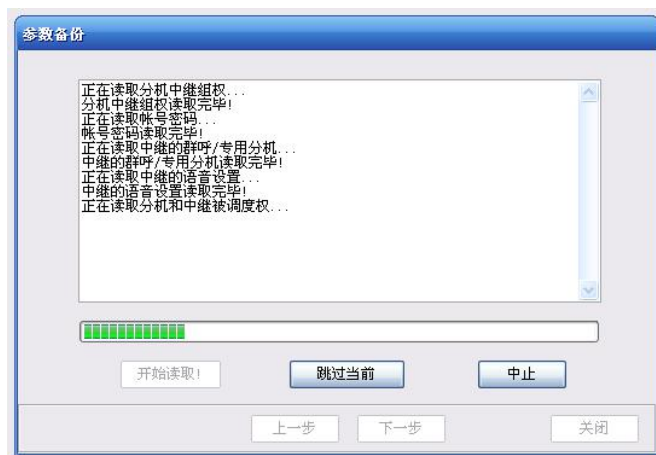 参数备份
正在读取分机中继组权...
分机中继组权读取完毕!
正在读取帐号密码...
帐号密码读取完毕!
正在读取中继的群呼/专用分机...
中继的群呼/专用分机读取完毕!
正在读取中继的语音设置...
中继的语音设置读取完毕!
正在读取分机和中继被调度权...
开始读取!
跳过当前
中止
上一步
下一步
关闭